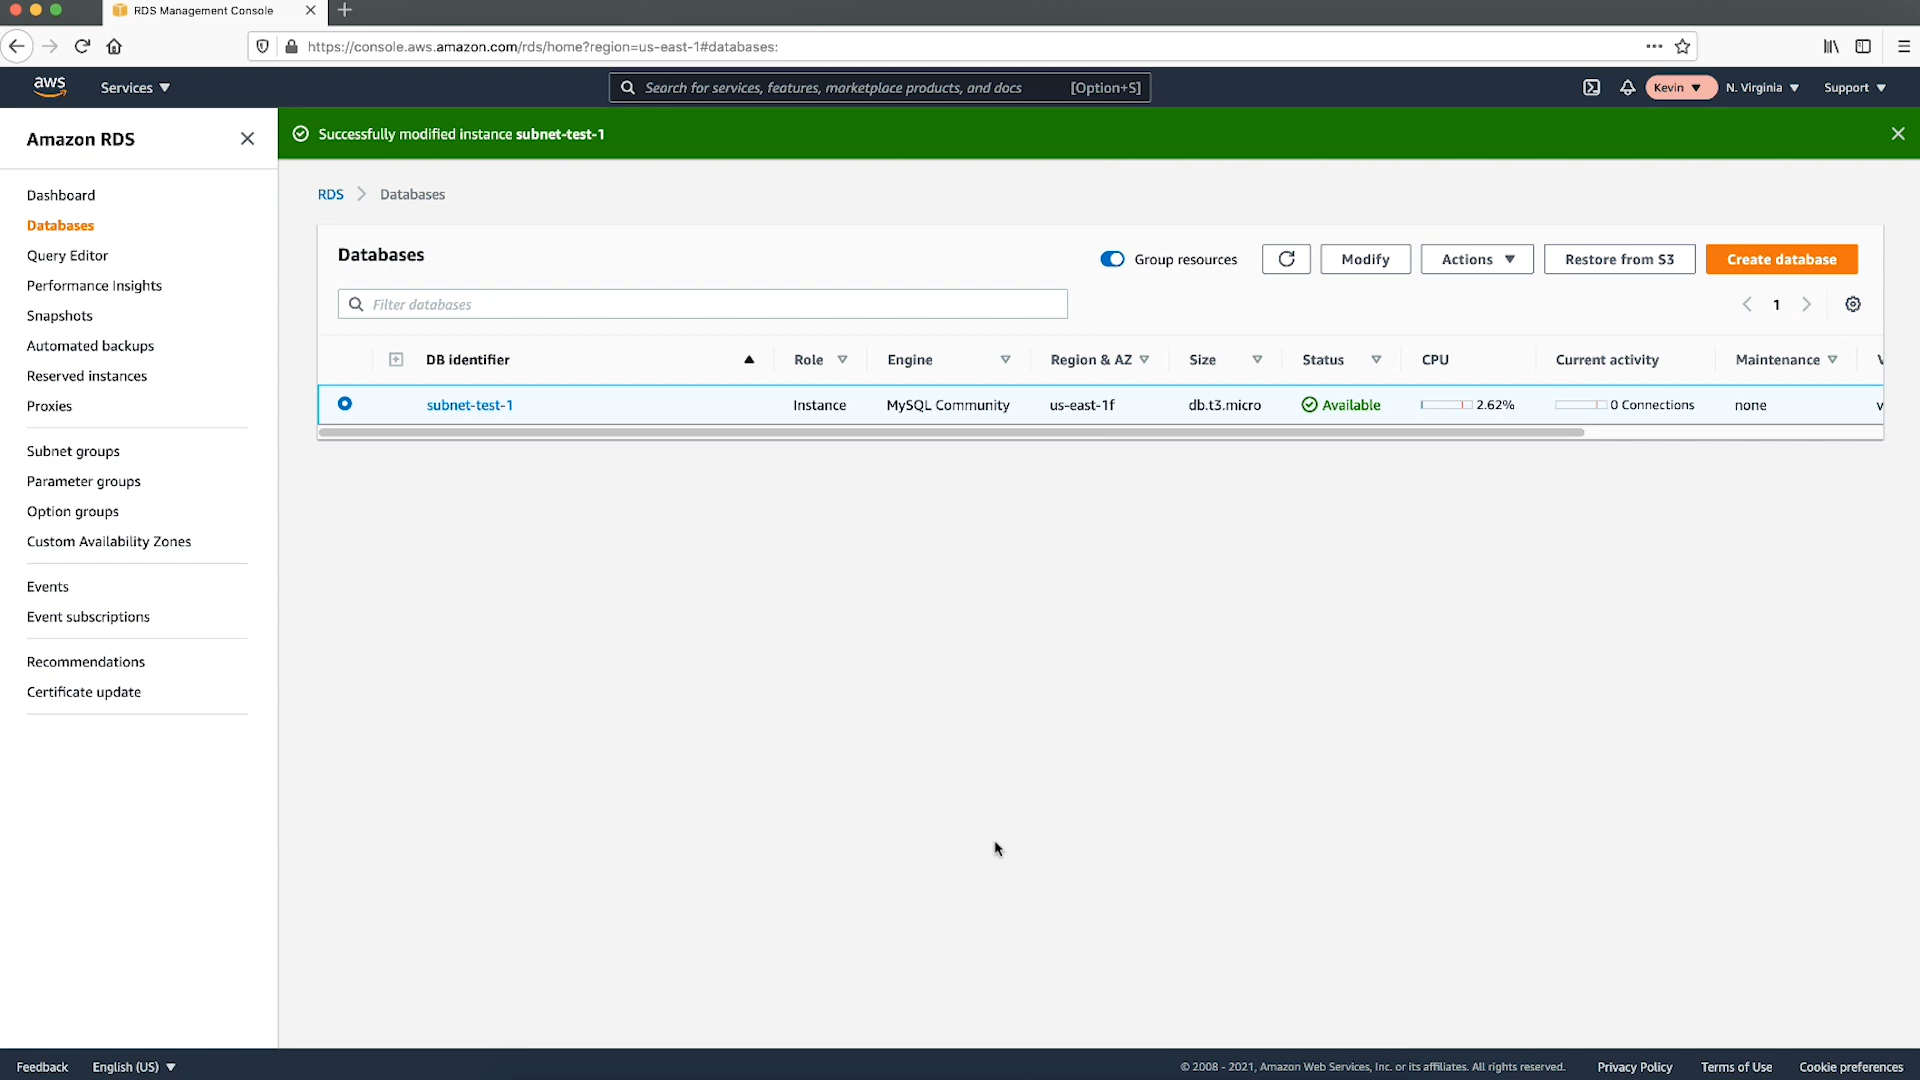 RDS Management Console
https://console.aws.amazon.com/rds/home?region=us-east-1#databases:
aws
Services
Search for services, features, marketplace products, and docs
[Option+S]
Kevin
N. Virginia
Support
Amazon RDS
Dashboard
Databases
Query Editor
Performance Insights
Snapshots
Automated backups
Reserved instances
Proxies
Subnet groups
Parameter groups
Option groups
Custom Availability Zones
Events
Event subscriptions
Recommendations
Certificate update
Successfully modified instance subnet-test-1
RDS
Databases
Databases
Group resources
Modify
Actions
Restore from S3
Create database
Filter databases
1
DB identifier
Role
Engine
Region & AZ
Size
Status
CPU
Current activity
Maintenance
subnet-test-1
Instance
MySQL Community
us-east-1f
db.t3.micro
Available
2.62%
0 Connections
none
Feedback
English (US)
© 2008 - 2021, Amazon Web Services, Inc. or its affiliates. All rights reserved.
Privacy Policy
Terms of Use
Cookie preferences